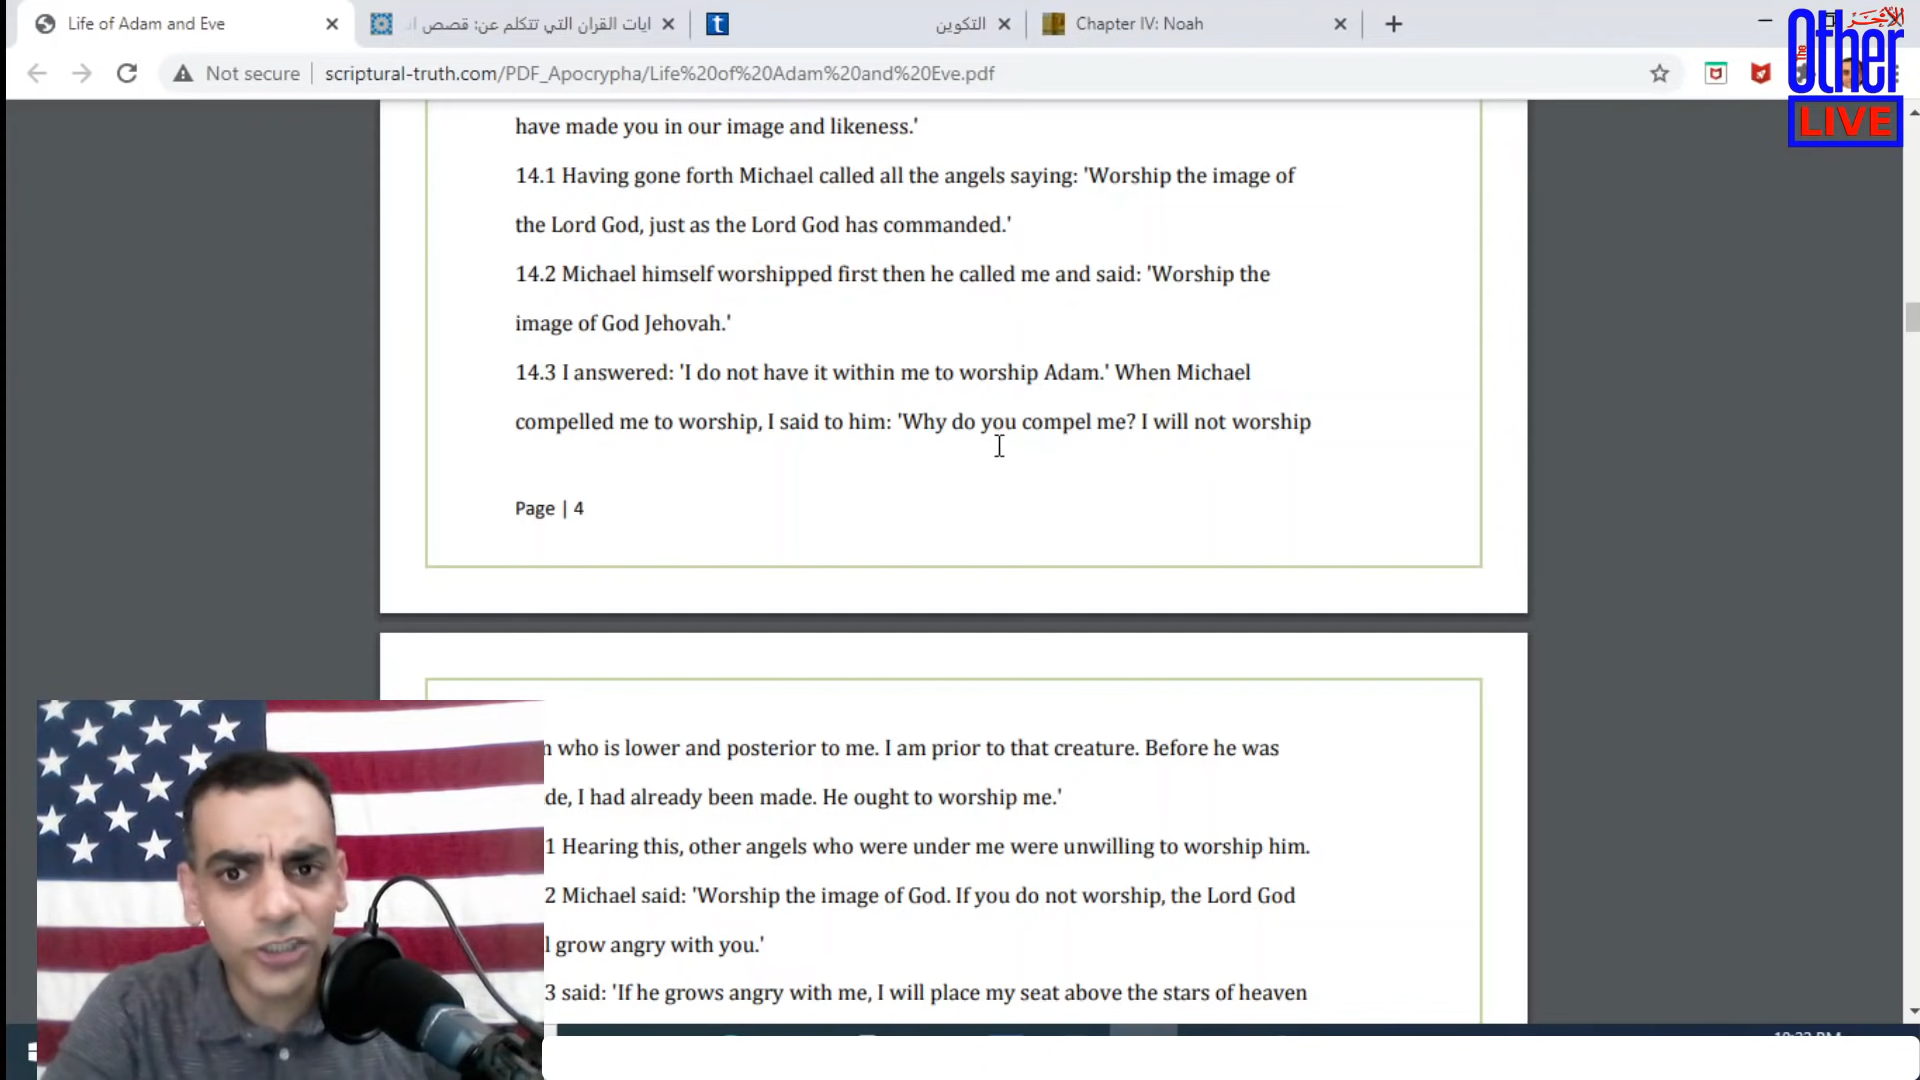 Life of Adam and Eve
ايات القران التي تتكلم عن: قصص ا
التكوين
Chapter IV: Noah
Not secure
scriptural-truth.com/PDF_Apocrypha/Life%20of%20Adam%20and%20Eve.pdf
الآخر
The Other
LIVE
have made you in our image and likeness.'
14.1 Having gone forth Michael called all the angels saying: 'Worship the image of
the Lord God, just as the Lord God has commanded.'
14.2 Michael himself worshipped first then he called me and said: 'Worship the
image of God Jehovah.'
14.3 I answered: 'I do not have it within me to worship Adam.' When Michael
compelled me to worship, I said to him: 'Why do you compel me? I will not worship
Page | 4
who is lower and posterior to me. I am prior to that creature. Before he was
de, I had already been made. He ought to worship me.'
1 Hearing this, other angels who were under me were unwilling to worship him.
2 Michael said: 'Worship the image of God. If you do not worship, the Lord God
l grow angry with you.'
3 said: 'If he grows angry with me, I will place my seat above the stars of heaven